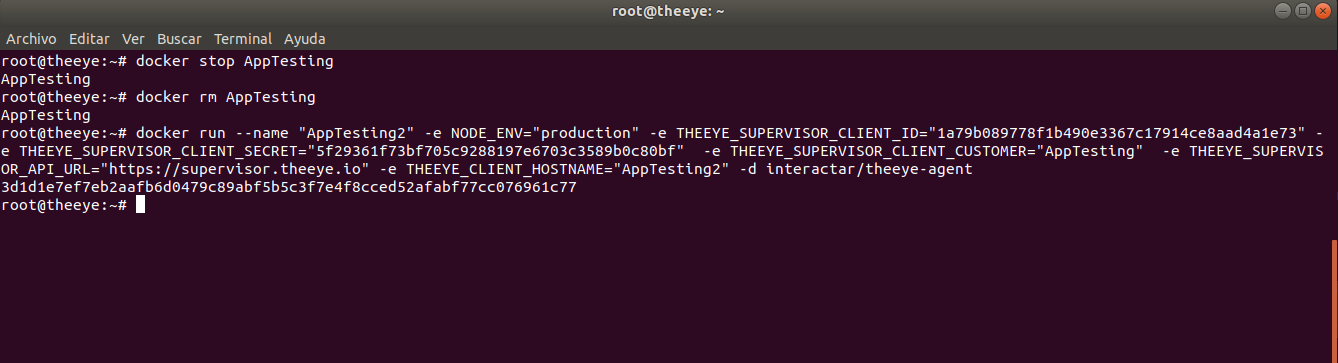 root@theeye: ~
Archivo Editar Ver Buscar Terminal Ayuda
root@theeye:~# docker stop AppTesting
AppTesting
root@theeye:~# docker rm AppTesting
AppTesting
root@theeye:~# docker run --name "AppTesting2" -e NODE_ENV="production" -e THEEYE_SUPERVISOR_CLIENT_ID="1a79b089778f1b490e3367c17914ce8aad4a1e73" -
e THEEYE_SUPERVISOR_CLIENT_SECRET="5f29361f73bf705c9288197e6703c3589b0c80bf"  -e THEEYE_SUPERVISOR_CLIENT_CUSTOMER="AppTesting"  -e THEEYE_SUPERVIS
OR_API_URL="https://supervisor.theeye.io" -e THEEYE_CLIENT_HOSTNAME="AppTesting2" -d interactar/theeye-agent
3d1d1e7ef7eb2aafb6d0479c89abf5b5c3f7e4f8cced52afabf77cc076961c77
root@theeye:~#